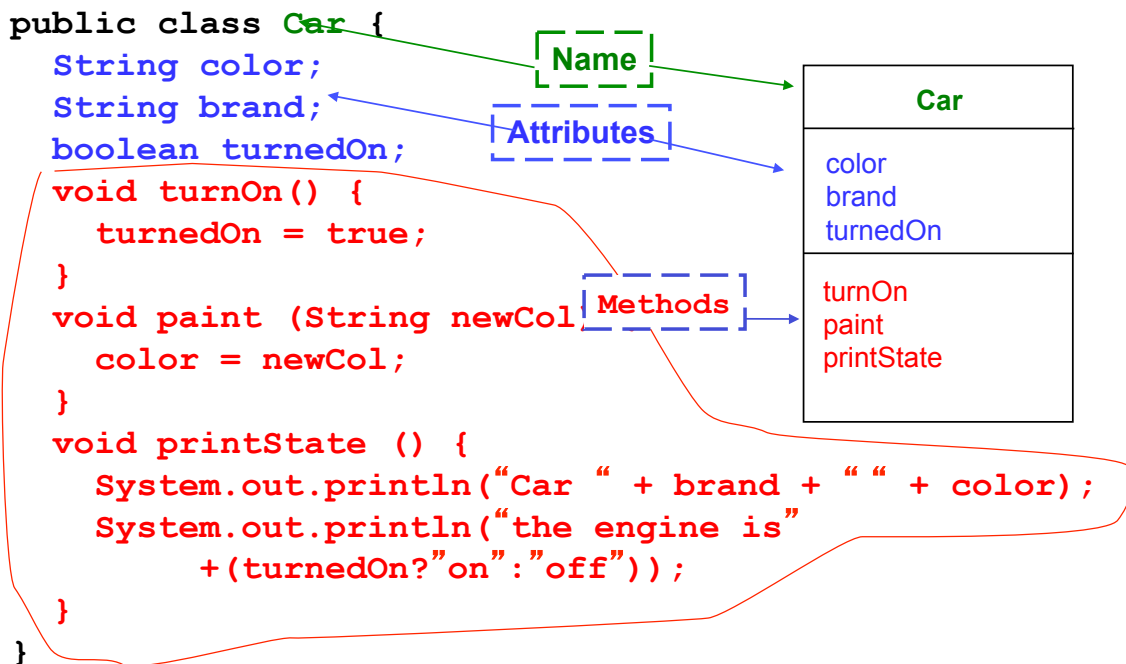 public class Car {
String color;
String brand;
boolean turnedOn;
void turnOn() {
turnedOn = true;
}
void paint (String newCol)
color = newCol;
}
void printState () {
System.out.println(“Car “ + brand + “ “ + color);
System.out.println(“the engine is”
+(turnedOn?”on”:”off”));
}
}
Name
Attributes
Methods
Car
color
brand
turnedOn
turnOn
paint
printState